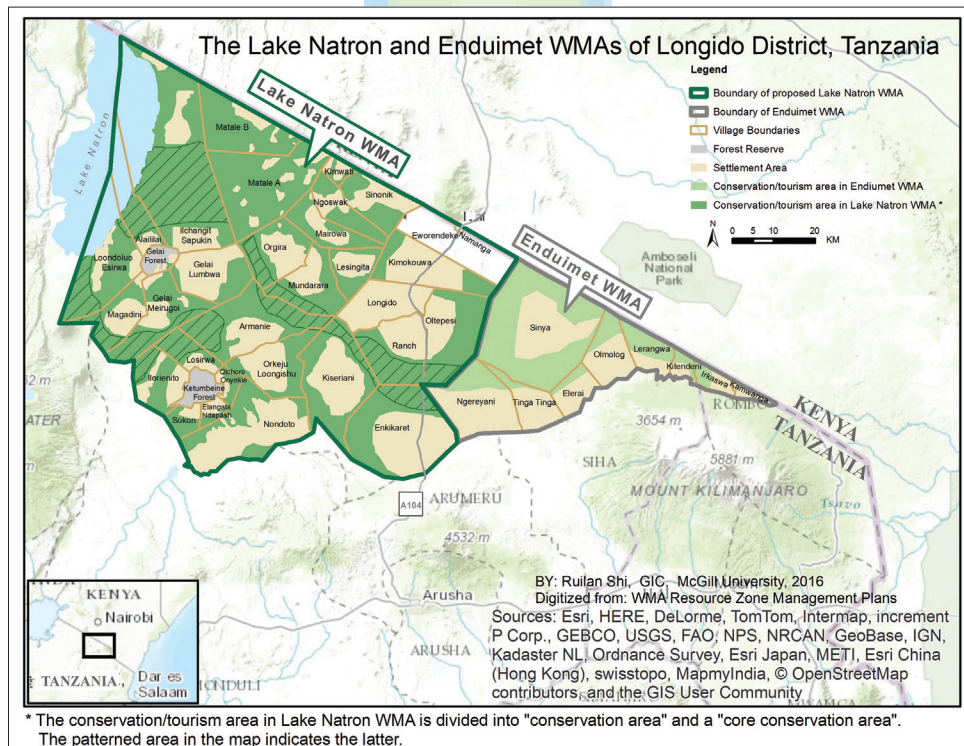 The Lake Natron and Enduimet WMAs of Longido District, Tanzania
Legend
Boundary of proposed Lake Natron WMA
Boundary of Enduimet WMA
Village Boundaries
Forest Reserve
Settlement Area
Conservation/tourism area in Endiumet WMA
Conservation/tourism area in Lake Natron WMA *
N
0 5 10 20
KM
Lake Natron WMA
Enduimet WMA
Lake Natron
Matale B
Matale A
Kimwati
Ngoswak
Sinonik
Mairowa
Eworendeke
Namanga
Alaililai
Gelai
Forest
Ilchangit
Sapukin
Loondoluo
Esirwa
Gelai
Lumbwa
Orgira
Lesingita
Kimokouwa
Mundarara
Gelai
Meirugoi
Magadini
Longido
Oltepesi
Ranch
Armanie
Losirwa
Olchoro
Onyokie
Orkeju
Loongishu
Ilorienito
Ketumbeine
Forest
Elangata
Ndapash
Sokon
Nondoto
Kiseriani
Enkikaret
Sinya
Ngereyani
Tinga Tinga
Elerai
Olmolog
Lerangwa
Kitendeni
Irkaswa
Kamwanga
Amboseli
National
Park
ROMBO
KENYA
TANZANIA
3654 m
5881 m
SIHA
MOUNT KILIMANJARO
Tsavo
A104
ARUMERU
4532 m
Arusha
ARUSHA
BY: Ruilan Shi, GIC, McGill University, 2016
Digitized from: WMA Resource Zone Management Plans
Sources: Esri, HERE, DeLorme, TomTom, Intermap, increment
P Corp., GEBCO, USGS, FAO, NPS, NRCAN, GeoBase, IGN,
Kadaster NL, Ordnance Survey, Esri Japan, METI, Esri China
(Hong Kong), swisstopo, MapmyIndia, © OpenStreetMap
contributors, and the GIS User Community
KENYA
Nairobi
Dar es
Salaam
TANZANIA
* The conservation/tourism area in Lake Natron WMA is divided into "conservation area" and a "core conservation area".
The patterned area in the map indicates the latter.